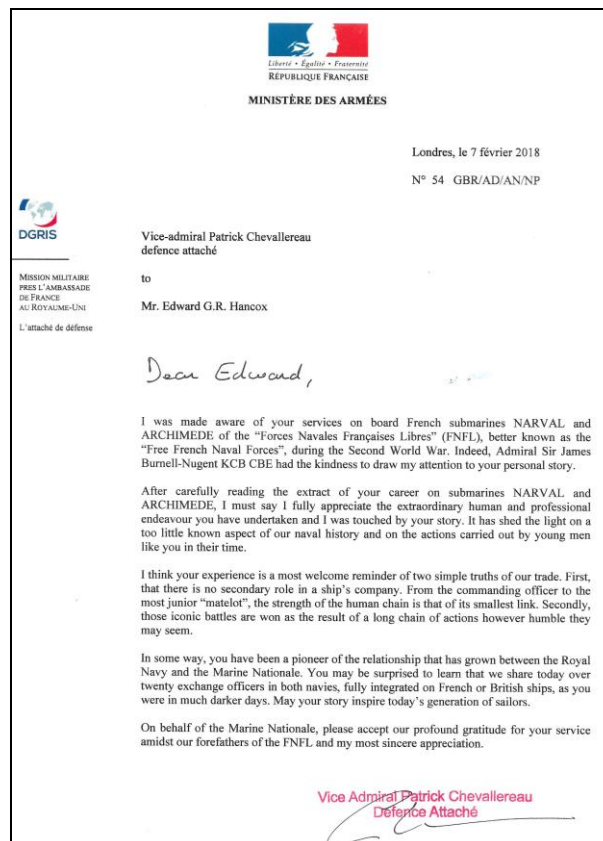 Liberté • Égalité • Fraternité
RÉPUBLIQUE FRANÇAISE
MINISTÈRE DES ARMÉES
Londres, le 7 février 2018
N° 54 GBR/AD/AN/NP
DGRIS
MISSION MILITAIRE
PRES L'AMBASSADE
DE FRANCE
AU ROYAUME-UNI
L'attaché de défense
Vice-admiral Patrick Chevallereau
defence attaché
to
Mr. Edward G.R. Hancox
Dear Edward,
I was made aware of your services on board French submarines NARVAL and
ARCHIMEDE of the “Forces Navales Françaises Libres” (FNFL), better known as the
“Free French Naval Forces”, during the Second World War. Indeed, Admiral Sir James
Burnell-Nugent KCB CBE had the kindness to draw my attention to your personal story.
After carefully reading the extract of your career on submarines NARVAL and
ARCHIMEDE, I must say I fully appreciate the extraordinary human and professional
endeavour you have undertaken and I was touched by your story. It has shed the light on a
too little known aspect of our naval history and on the actions carried out by young men
like you in their time.
I think your experience is a most welcome reminder of two simple truths of our trade. First,
that there is no secondary role in a ship's company. From the commanding officer to the
most junior “matelot”, the strength of the human chain is that of its smallest link. Secondly,
those iconic battles are won as the result of a long chain of actions however humble they
may seem.
In some way, you have been a pioneer of the relationship that has grown between the Royal
Navy and the Marine Nationale. You may be surprised to learn that we share today over
twenty exchange officers in both navies, fully integrated on French or British ships, as you
were in much darker days. May your story inspire today's generation of sailors.
On behalf of the Marine Nationale, please accept our profound gratitude for your service
amidst our forefathers of the FNFL and my most sincere appreciation.
Vice Admiral Patrick Chevallereau
Défence Attaché